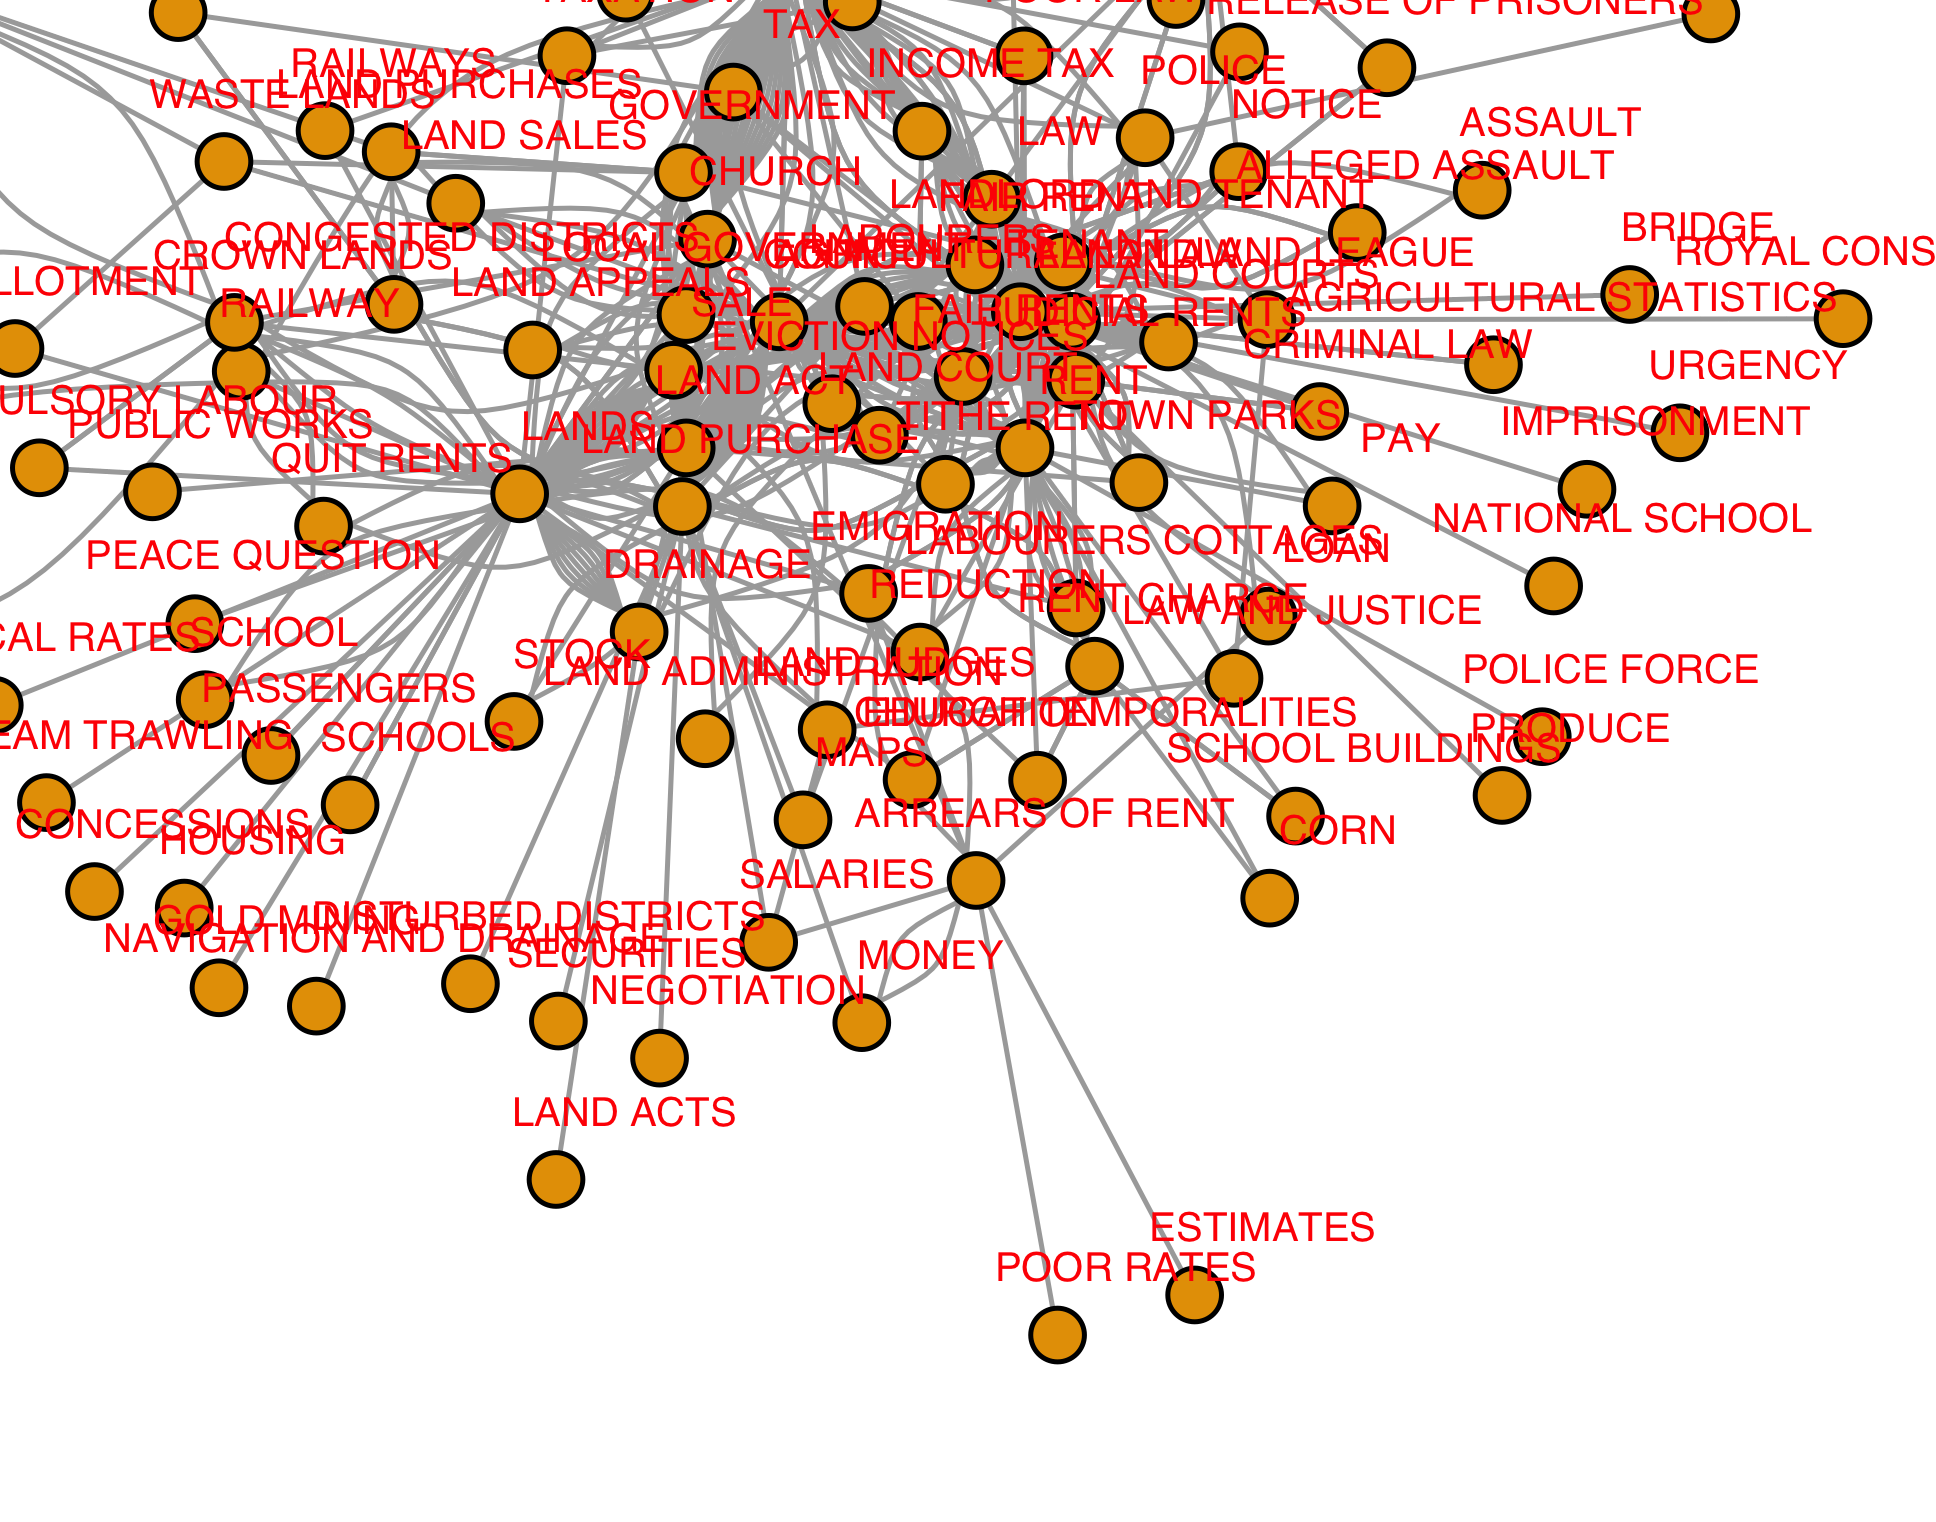 TAX
RELEASE OF PRISONERS
RAILWAYS
INCOME TAX
POLICE
LAND PURCHASES
WASTE LANDS
GOVERNMENT
NOTICE
ASSAULT
LAND SALES
LAW
ALLEGED ASSAULT
CHURCH
LANDLORD AND TENANT
FAIR RENT
BRIDGE
CONGESTED DISTRICTS
LOCAL GOVERNMENT
LABOURERS
TENANT
LAND LEAGUE
ROYAL CONS
CROWN LANDS
LAND LAW
LLOTMENT
LAND APPEALS
LAND COURTS
RAILWAY
SALE
FAIR RENTS
AGRICULTURAL STATISTICS
EVICTION NOTICES
CRIMINAL LAW
LAND COURT
URGENCY
LAND ACT
RENT
ULSORY LABOUR
PUBLIC WORKS
LANDS
TITHE RENT
TOWN PARKS
IMPRISONMENT
LAND PURCHASE
PAY
QUIT RENTS
NATIONAL SCHOOL
EMIGRATION
LABOURERS COTTAGES
LOAN
PEACE QUESTION
DRAINAGE
REDUCTION
RENT CHARGE
LAW AND JUSTICE
CAL RATES
SCHOOL
STOCK
LAND ADMINISTRATION
LAND JUDGES
POLICE FORCE
PASSENGERS
CHURCH TEMPORALITIES
EDUCATION
EAM TRAWLING
SCHOOLS
PRODUCE
MAPS
SCHOOL BUILDINGS
CONCESSIONS
HOUSING
ARREARS OF RENT
CORN
SALARIES
GOLD MINING
DISTURBED DISTRICTS
NAVIGATION AND DRAINAGE
SECURITIES
MONEY
NEGOTIATION
LAND ACTS
ESTIMATES
POOR RATES